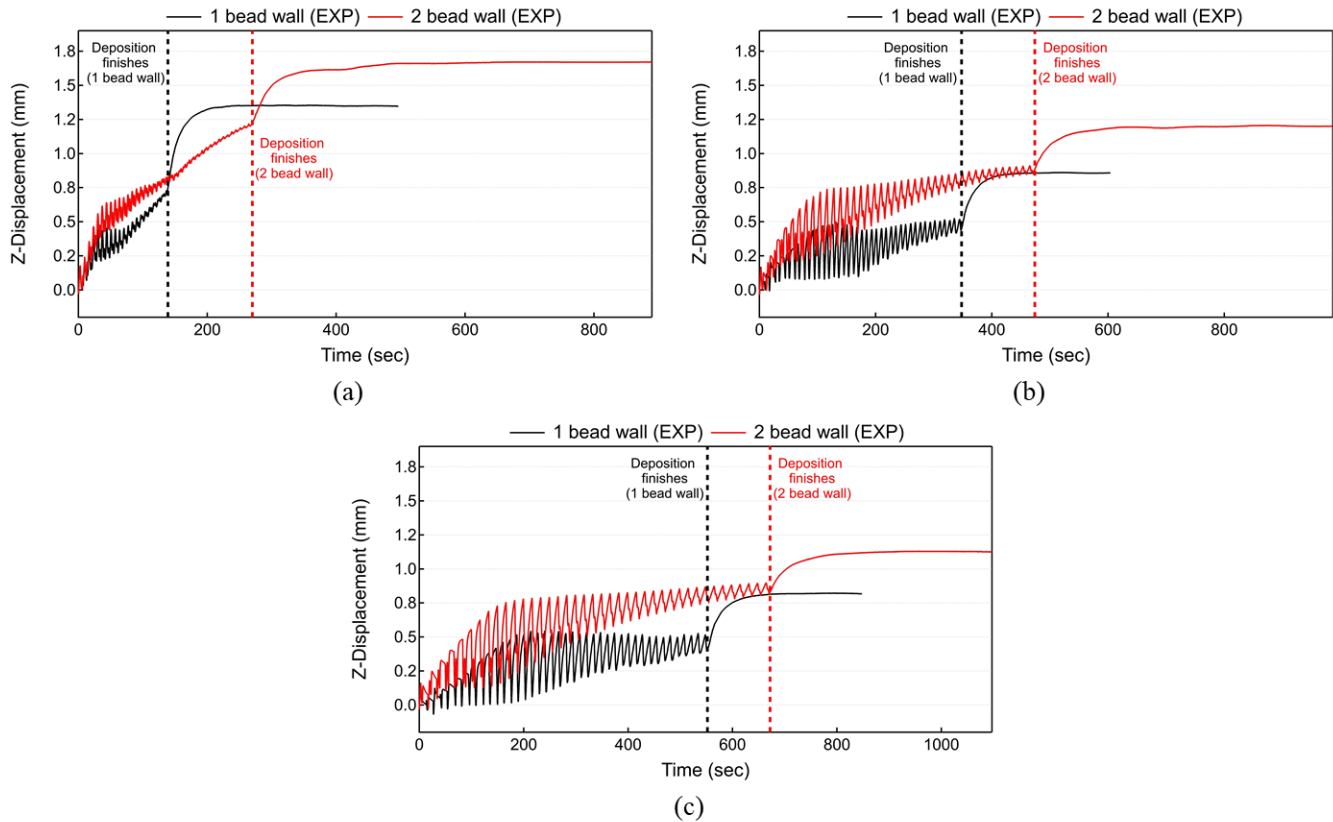 1 bead wall (EXP) 2 bead wall (EXP)
Deposition
finishes
(1 bead wall)
Deposition
finishes
(2 bead wall)
Z-Displacement (mm)
1.8
1.5
1.2
1.0
0.8
0.5
0.2
0.0
0 200 400 600 800
Time (sec)
(a)
1 bead wall (EXP) 2 bead wall (EXP)
Deposition
finishes
(1 bead wall)
Deposition
finishes
(2 bead wall)
Z-Displacement (mm)
1.8
1.5
1.2
1.0
0.8
0.5
0.2
0.0
0 200 400 600 800
Time (sec)
(b)
1 bead wall (EXP) 2 bead wall (EXP)
Deposition
finishes
(1 bead wall)
Deposition
finishes
(2 bead wall)
Z-Displacement (mm)
1.8
1.5
1.2
1.0
0.8
0.5
0.2
0.0
0 200 400 600 800 1000
Time (sec)
(c)